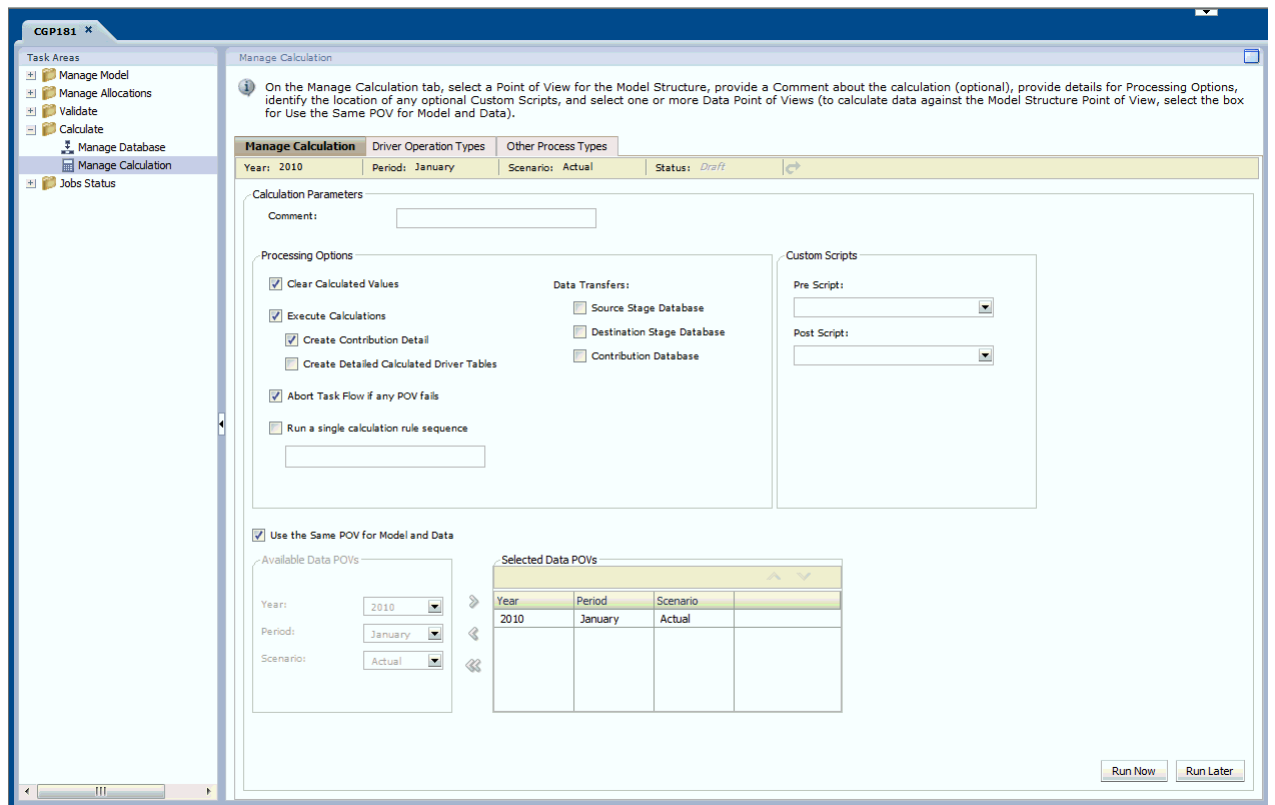 CGP181 ×
Task Areas
Manage Model
Manage Allocations
Validate
Calculate
Manage Database
Manage Calculation
Jobs Status
Manage Calculation
On the Manage Calculation tab, select a Point of View for the Model Structure, provide a Comment about the calculation (optional), provide details for Processing Options,
identify the location of any optional Custom Scripts, and select one or more Data Point of Views (to calculate data against the Model Structure Point of View, select the box
for Use the Same POV for Model and Data).
Manage Calculation Driver Operation Types Other Process Types
Year: 2010 Period: January Scenario: Actual Status: Draft
Calculation Parameters
Comment:
Processing Options
Clear Calculated Values
Execute Calculations
Create Contribution Detail
Create Detailed Calculated Driver Tables
Abort Task Flow if any POV fails
Run a single calculation rule sequence
Data Transfers:
Source Stage Database
Destination Stage Database
Contribution Database
Custom Scripts
Pre Script:
Post Script:
Use the Same POV for Model and Data
Available Data POVs
Year: 2010
Period: January
Scenario: Actual
Selected Data POVs
Year Period Scenario
2010 January Actual
Run Now Run Later